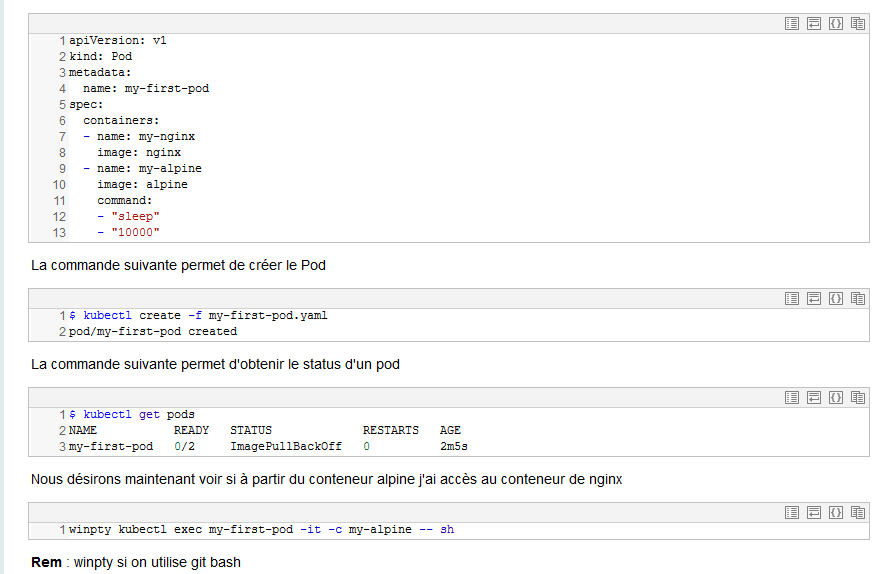 1 apiVersion: v1
2 kind: Pod
3 metadata:
4   name: my-first-pod
5 spec:
6   containers:
7   - name: my-nginx
8     image: nginx
9   - name: my-alpine
10     image: alpine
11     command:
12     - "sleep"
13     - "10000"
La commande suivante permet de créer le Pod
1 $ kubectl create -f my-first-pod.yaml
2 pod/my-first-pod created
La commande suivante permet d'obtenir le status d'un pod
1 $ kubectl get pods
2 NAME           READY   STATUS             RESTARTS   AGE
3 my-first-pod   0/2     ImagePullBackOff   0          2m5s
Nous désirons maintenant voir si à partir du conteneur alpine j'ai accès au conteneur de nginx
1 winpty kubectl exec my-first-pod -it -c my-alpine -- sh
Rem : winpty si on utilise git bash